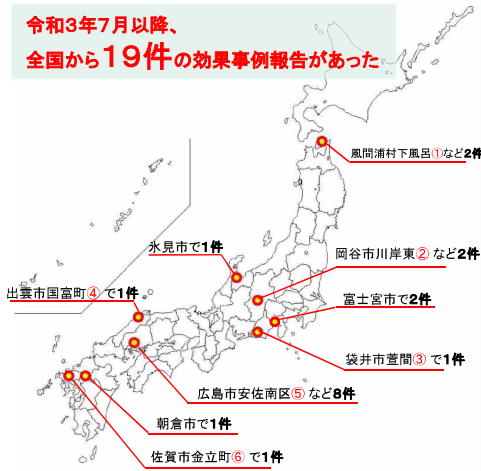 令和３年７月以降、
全国から１９件の効果事例報告があった
風間浦村下風呂①など2件
氷見市で1件
岡谷市川岸東② など2件
出雲市国富町④ で1件
富士宮市で2件
袋井市萱間③ で1件
広島市安佐南区⑤ など8件
朝倉市で1件
佐賀市金立町⑥ で1件